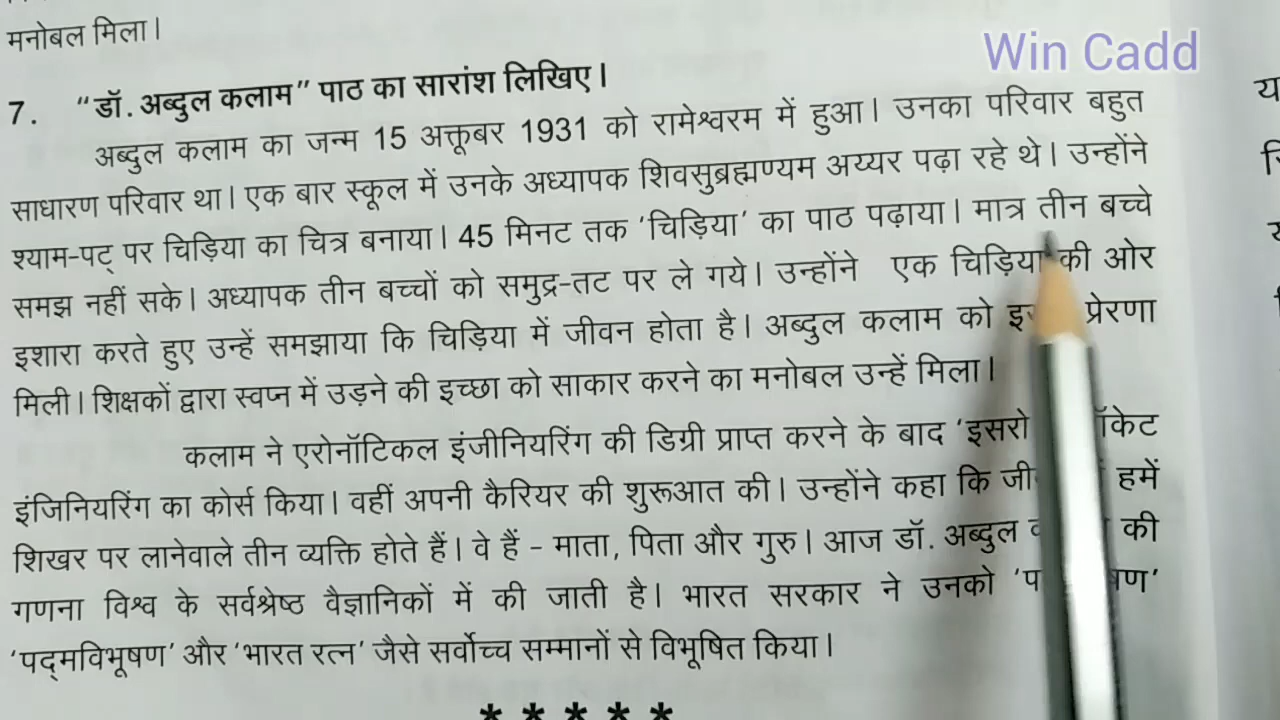 मनोबल मिला।
Win Cadd
7. “डॉ. अब्दुल कलाम” पाठ का सारांश लिखिए।
अब्दुल कलाम का जन्म 15 अक्तूबर 1931 को रामेश्वरम में हुआ। उनका परिवार बहुत
साधारण परिवार था। एक बार स्कूल में उनके अध्यापक शिवसुब्रह्मण्यम अय्यर पढ़ा रहे थे। उन्होंने
श्याम-पट् पर चिड़िया का चित्र बनाया। 45 मिनट तक ‘चिड़िया’ का पाठ पढ़ाया। मात्र तीन बच्चे
समझ नहीं सके। अध्यापक तीन बच्चों को समुद्र-तट पर ले गये। उन्होंने एक चिड़िया की ओर
इशारा करते हुए उन्हें समझाया कि चिड़िया में जीवन होता है। अब्दुल कलाम को प्रेरणा
मिली। शिक्षकों द्वारा स्वप्न में उड़ने की इच्छा को साकार करने का मनोबल उन्हें मिला।
कलाम ने एरोनॉटिकल इंजीनियरिंग की डिग्री प्राप्त करने के बाद ‘इसरो
इंजिनियरिंग का कोर्स किया। वहीं अपनी कैरियर की शुरूआत की। उन्होंने कहा कि हमें
शिखर पर लानेवाले तीन व्यक्ति होते हैं। वे हैं - माता, पिता और गुरु। आज डॉ. अब्दुल की
गणना विश्व के सर्वश्रेष्ठ वैज्ञानिकों में की जाती है। भारत सरकार ने उनको
‘पद्मविभूषण’ और ‘भारत रत्न’ जैसे सर्वोच्च सम्मानों से विभूषित किया।
*****